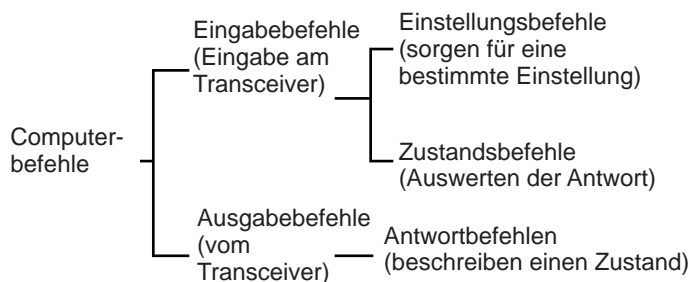 Eingabebefehle
(Eingabe am
Transceiver)
Einstellungsbefehle
(sorgen für eine
bestimmte Einstellung)
Computer-
befehle
Zustandsbefehle
(Auswerten der Antwort)
Ausgabebefehle
(vom
Transceiver)
Antwortbefehlen
(beschreiben einen Zustand)